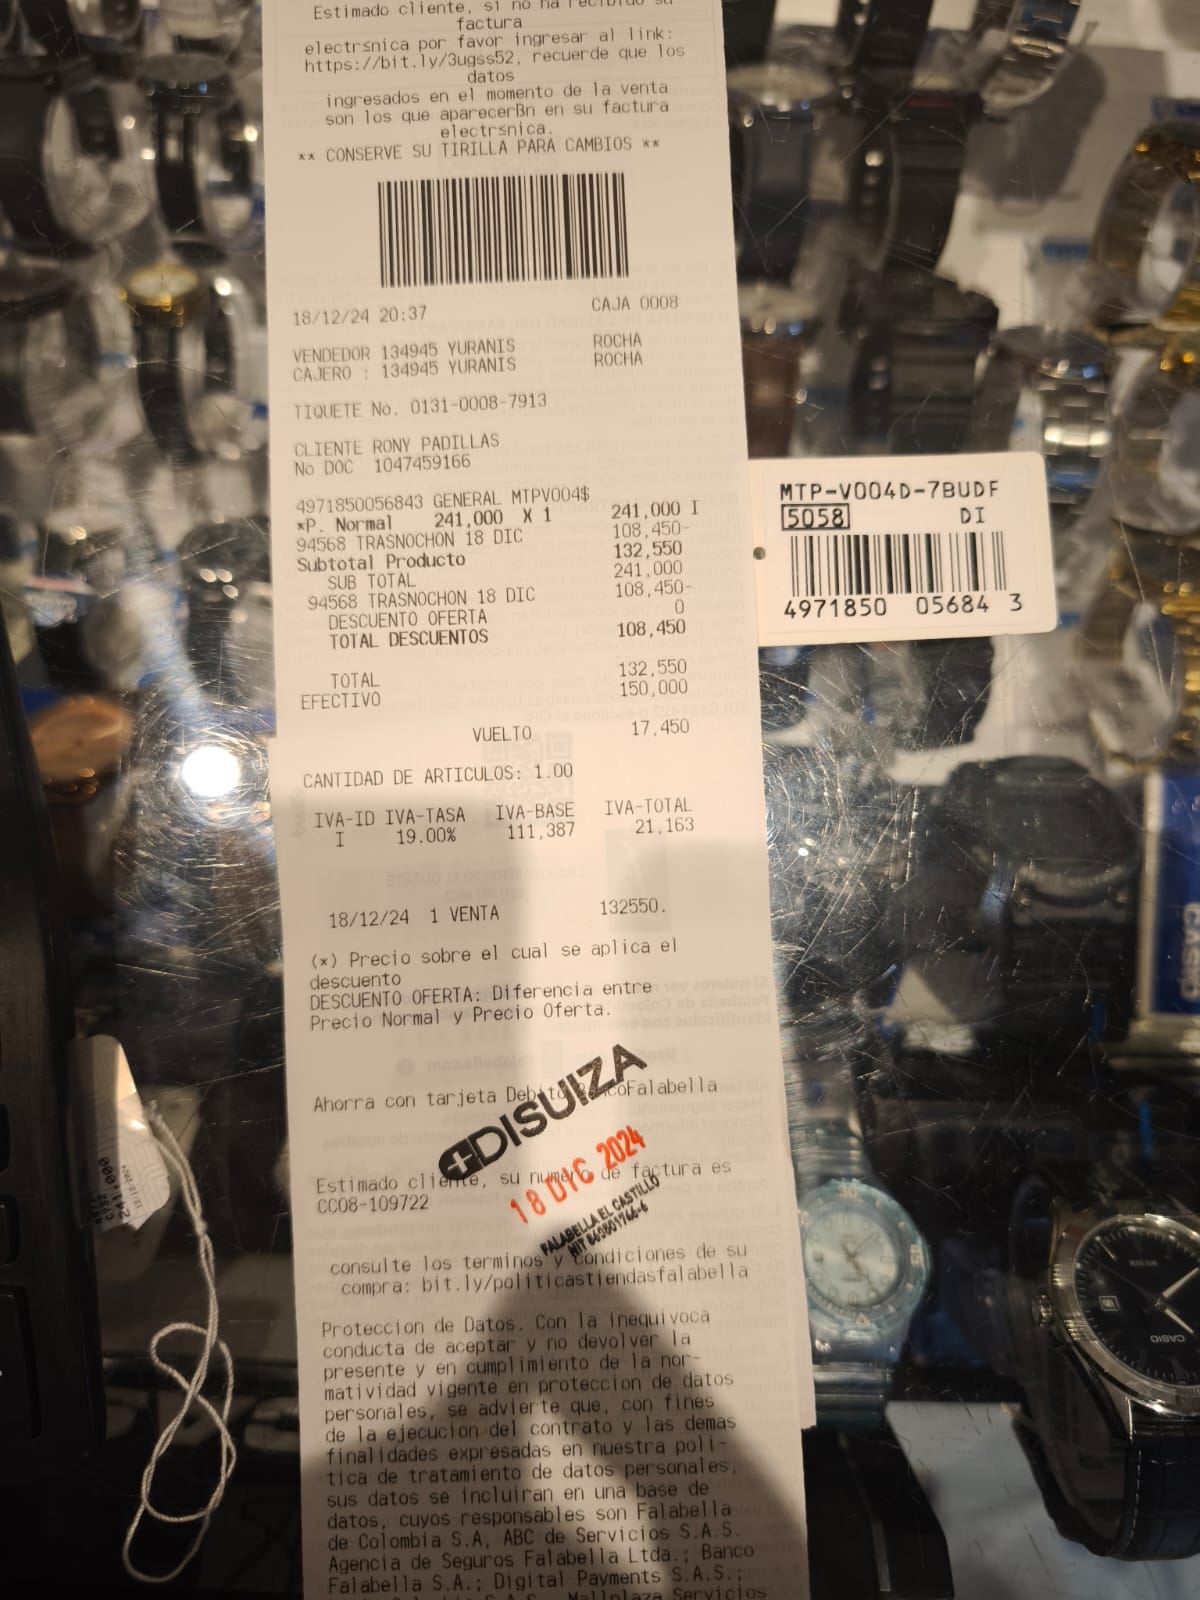 Estimado cliente, si no ha recibido su
factura
electr≤nica por favor ingresar al link:
https://bit.ly/3ugss52, recuerde que los
datos
ingresados en el momento de la venta
son los que aparecerßn en su factura
electr≤nica.
** CONSERVE SU TIRILLA PARA CAMBIOS **
18/12/24 20:37 CAJA 0008
VENDEDOR 134945 YURANIS ROCHA
CAJERO : 134945 YURANIS ROCHA
TIQUETE No. 0131-0008-7913
CLIENTE RONY PADILLAS
No DOC 1047459166
4971850056843 GENERAL MTPV004$
*P. Normal 241,000 X 1 241,000 I
94568 TRASNOCHON 18 DIC 108,450-
Subtotal Producto 132,550
SUB TOTAL 241,000
94568 TRASNOCHON 18 DIC 108,450-
DESCUENTO OFERTA 0
TOTAL DESCUENTOS 108,450
TOTAL 132,550
EFECTIVO 150,000
VUELTO 17,450
CANTIDAD DE ARTICULOS: 1.00
IVA-ID IVA-TASA IVA-BASE IVA-TOTAL
I 19.00% 111,387 21,163
18/12/24 1 VENTA 132550.
(*) Precio sobre el cual se aplica el
descuento
DESCUENTO OFERTA: Diferencia entre
Precio Normal y Precio Oferta.
Ahorra con tarjeta Debito BancoFalabella
DISUIZA
18 DIC 2024
FALABELLA EL CASTILLO
Estimado cliente, su numero de factura es
CC08-109722
consulte los terminos y condiciones de su
compra: bit.ly/politicastiendasfalabella
Proteccion de Datos. Con la inequivoca
conducta de aceptar y no devolver la
presente y en cumplimiento de la nor-
matividad vigente en proteccion de datos
personales, se advierte que, con fines
de la ejecucion del contrato y las demas
finalidades expresadas en nuestra poli-
tica de tratamiento de datos personales,
sus datos se incluiran en una base de
datos, cuyos responsables son Falabella
de Colombia S.A, ABC de Servicios S.A.S.
Agencia de Seguros Falabella Ltda.; Banco
Falabella S.A.; Digital Payments S.A.S.;
MTP-V004D-7BUDF
5058 DI
4971850 05684 3
CASIO
CASIO
241,000